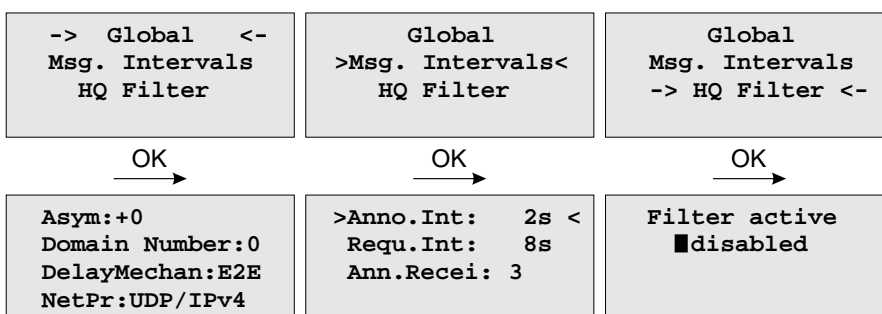 -> Global <-
Msg. Intervals
HQ Filter
Global
>Msg. Intervals<
HQ Filter
Global
Msg. Intervals
-> HQ Filter <-
OK
OK
OK
Asym:+0
Domain Number:0
DelayMechan:E2E
NetPr:UDP/IPv4
>Anno.Int: 2s <
Requ.Int: 8s
Ann.Recei: 3
Filter active
disabled